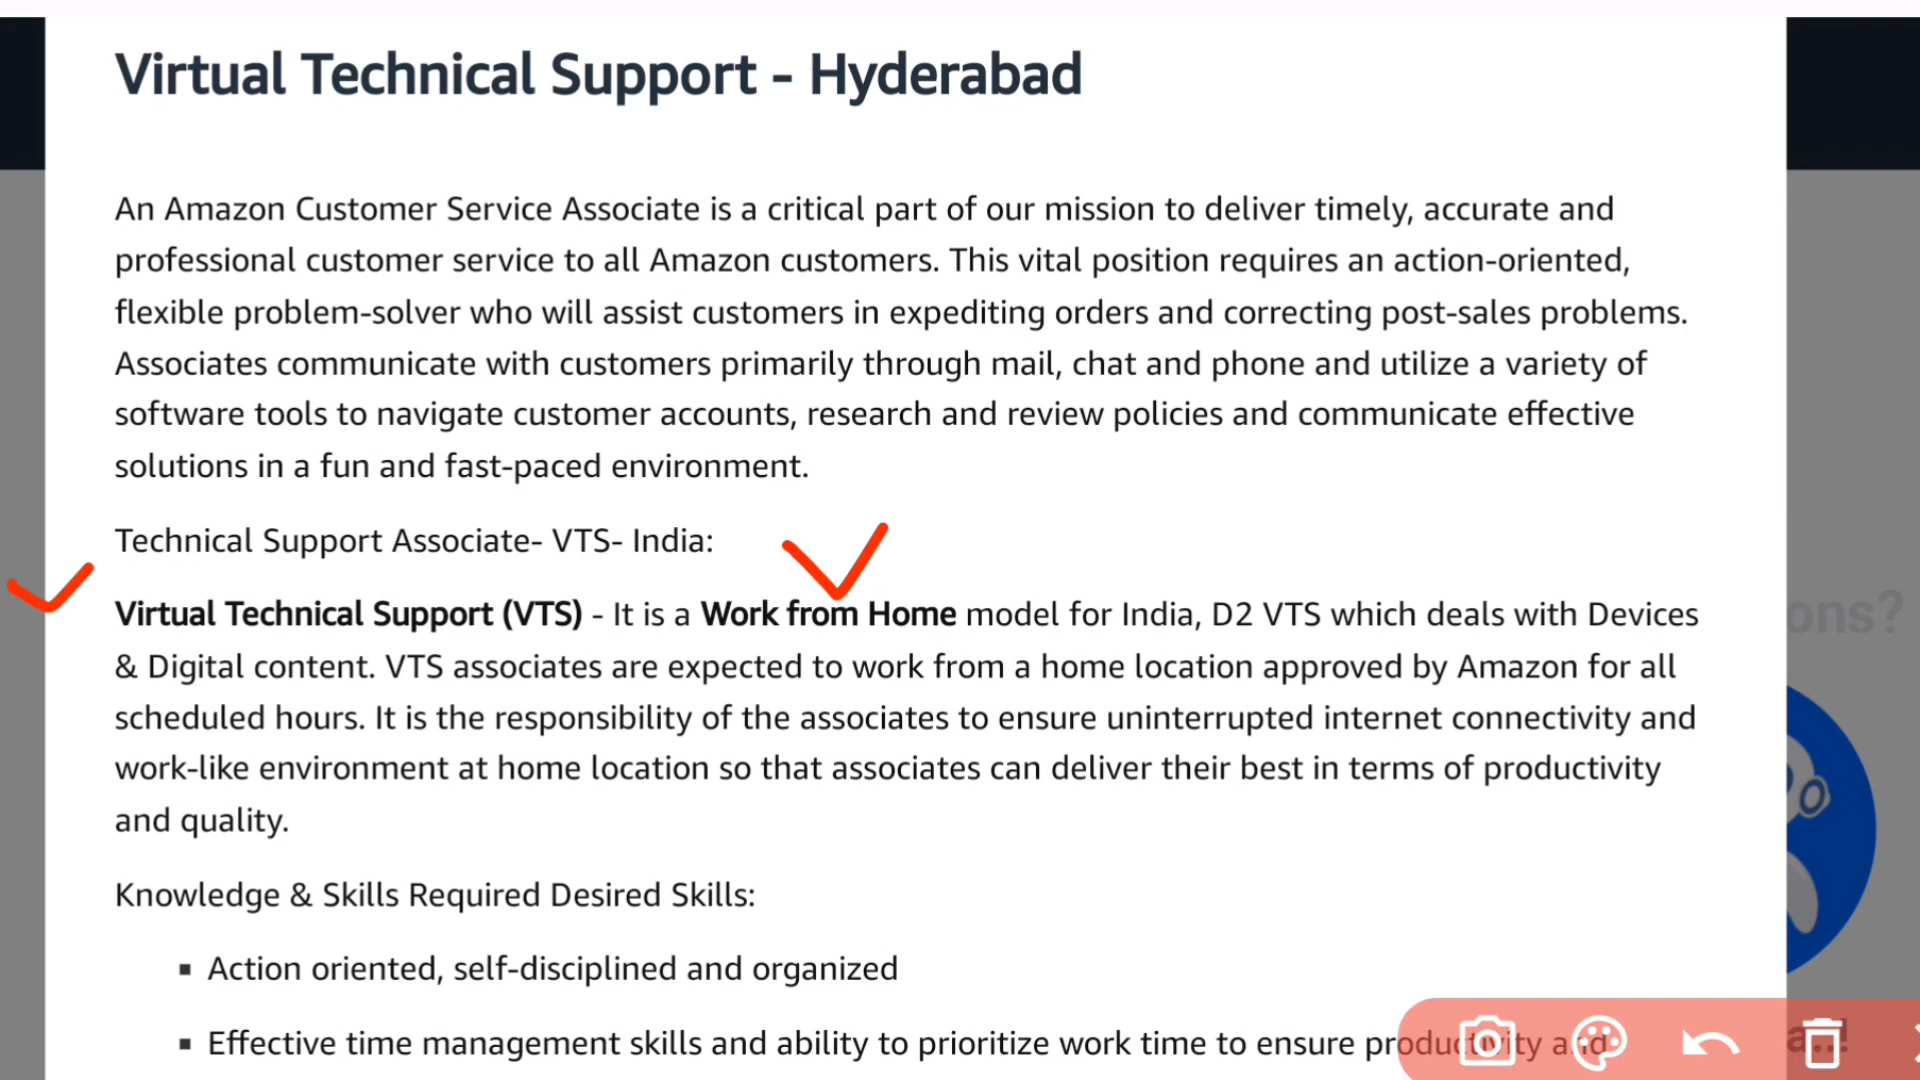 Virtual Technical Support - Hyderabad
An Amazon Customer Service Associate is a critical part of our mission to deliver timely, accurate and
professional customer service to all Amazon customers. This vital position requires an action-oriented,
flexible problem-solver who will assist customers in expediting orders and correcting post-sales problems.
Associates communicate with customers primarily through mail, chat and phone and utilize a variety of
software tools to navigate customer accounts, research and review policies and communicate effective
solutions in a fun and fast-paced environment.
Technical Support Associate- VTS- India:
Virtual Technical Support (VTS) - It is a Work from Home model for India, D2 VTS which deals with Devices
& Digital content. VTS associates are expected to work from a home location approved by Amazon for all
scheduled hours. It is the responsibility of the associates to ensure uninterrupted internet connectivity and
work-like environment at home location so that associates can deliver their best in terms of productivity
and quality.
Knowledge & Skills Required Desired Skills:
▪ Action oriented, self-disciplined and organized
▪ Effective time management skills and ability to prioritize work time to ensure productivity and